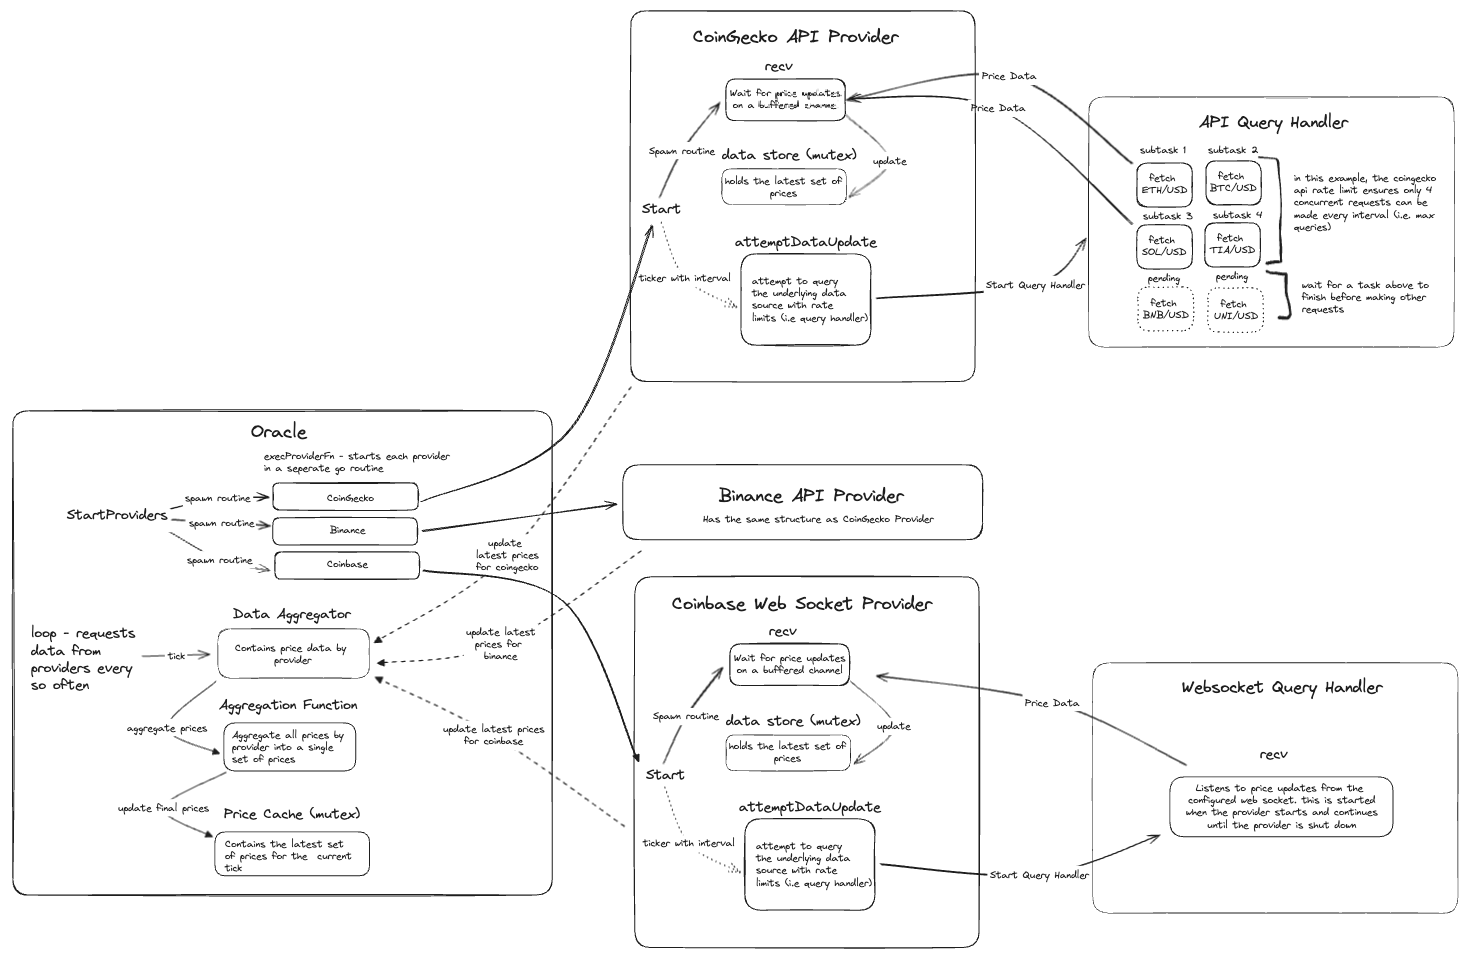 CoinGecko API Provider
recv
Wait for price updates
on a buffered
Spawn routine
data store (mutex)
update
holds the latest set of
prices
Start
attemptDataUpdate
ticker with interval
attempt to query
the underlying data
source with rate
limits (i.e query handler)
Price Data
Price Data
Start Query Handler
API Query Handler
subtask 1
subtask 2
fetch
ETH/USD
fetch
BTC/USD
subtask 3
subtask 4
fetch
SOL/USD
fetch
TIA/USD
pending
pending
fetch
BNB/USD
fetch
UNI/USD
in this example, the coingecko
api rate limit ensures only 4
concurrent requests can be
made every interval (i.e. max
queries)
wait for a task above to
finish before making other
requests
Oracle
execProviderFn - starts each provider
in a seperate go routine
StartProviders
spawn routine
CoinGecko
spawn routine
Binance
spawn routine
Coinbase
update
latest prices
for coingecko
Data Aggregator
loop - requests
data from
providers every
so often
tick
Contains price data by
provider
update latest
prices for
binance
Aggregation Function
aggregate prices
Aggregate all prices by
provider into a single
set of prices
update latest prices
for coinbase
update final prices
Price Cache (mutex)
Contains the latest set
of prices for the current
tick
Binance API Provider
Has the same structure as CoinGecko Provider
Coinbase Web Socket Provider
recv
Wait for price updates
on a buffered channel
Spawn routine
data store (mutex)
update
holds the latest set of
prices
Start
attemptDataUpdate
ticker with interval
attempt to query
the underlying data
source with rate
limits (i.e query handler)
Price Data
Start Query Handler
Websocket Query Handler
recv
Listens to price updates from the
configured web socket. this is started
when the provider starts and continues
until the provider is shut down